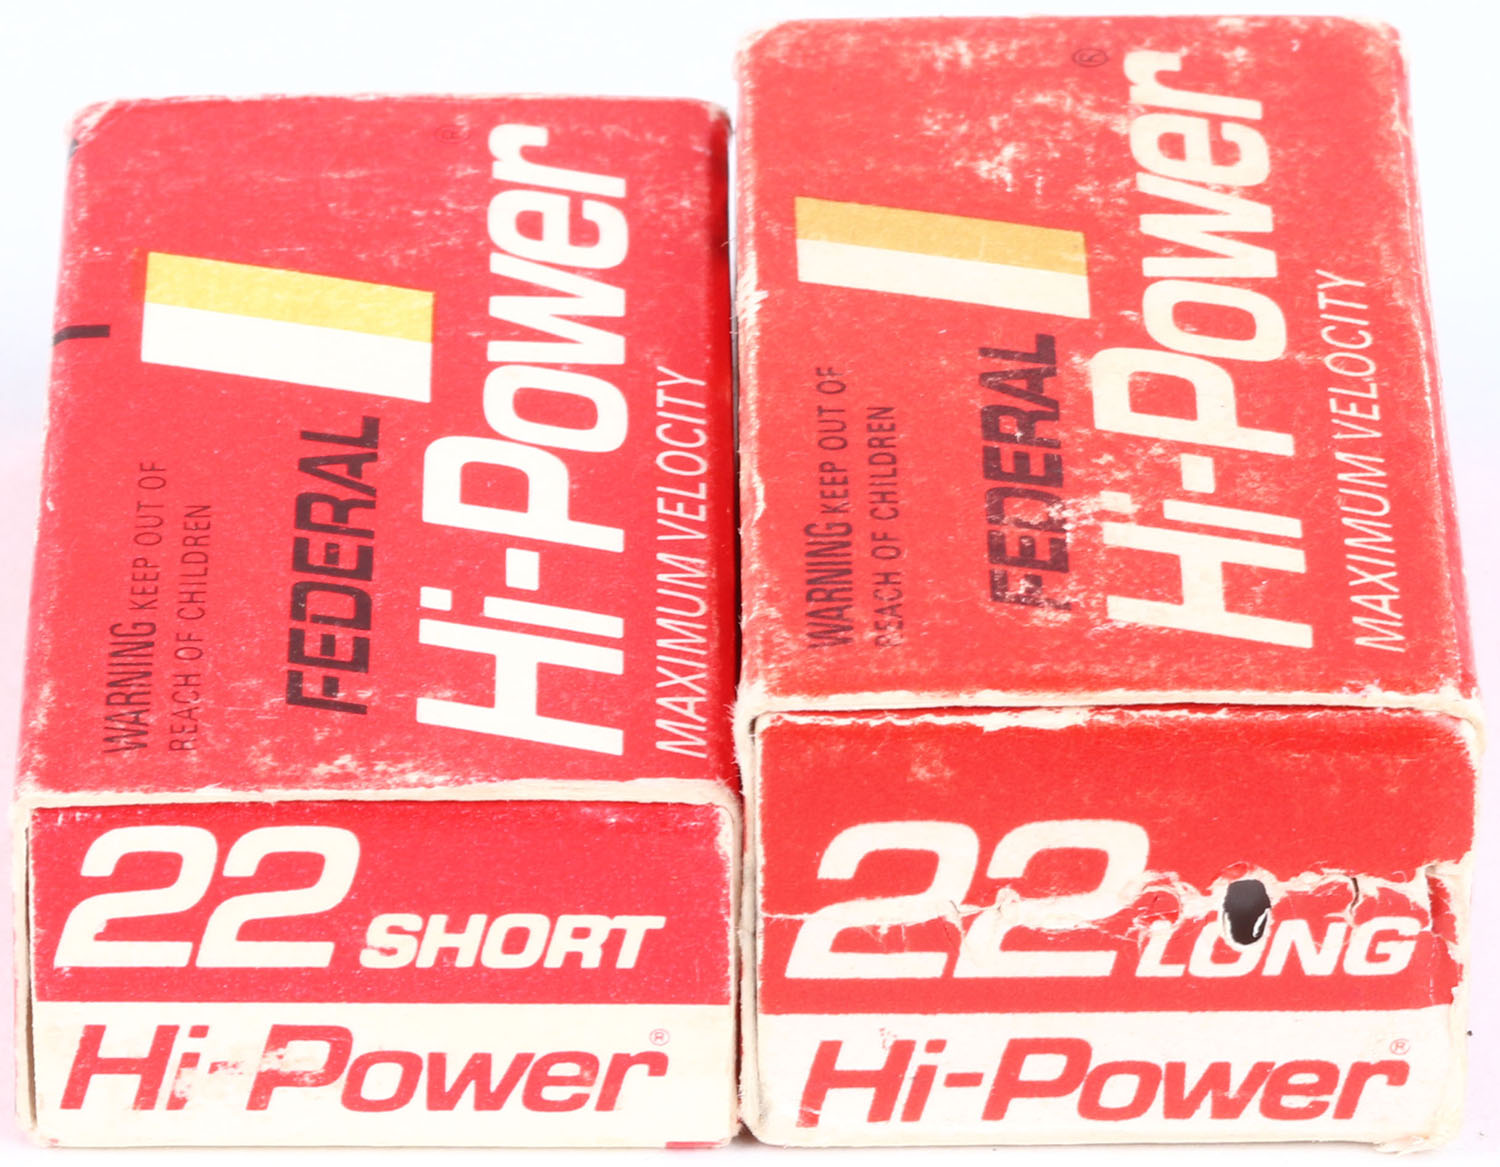 WARNING KEEP OUT OF
REACH OF CHILDREN
FEDERAL
Hi-Power®
MAXIMUM VELOCITY
22 SHORT
Hi-Power®
WARNING KEEP OUT OF
REACH OF CHILDREN
FEDERAL
Hi-Power®
MAXIMUM VELOCITY
22 LONG
Hi-Power®